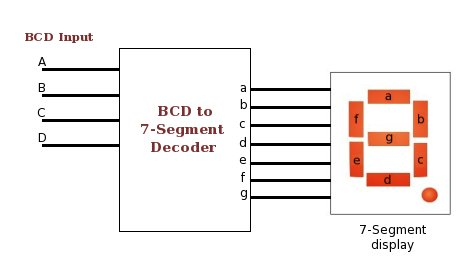 BCD Input
A
B
C
D
BCD to
7-Segment
Decoder
a
b
c
d
e
f
g
a
f
b
g
e
c
d
7-Segment
display